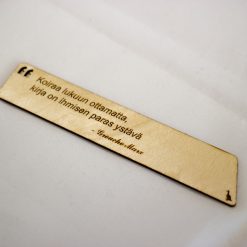 “
Koiraa lukuun ottamatta,
kirja on ihmisen paras ystävä
- Groucho Marx